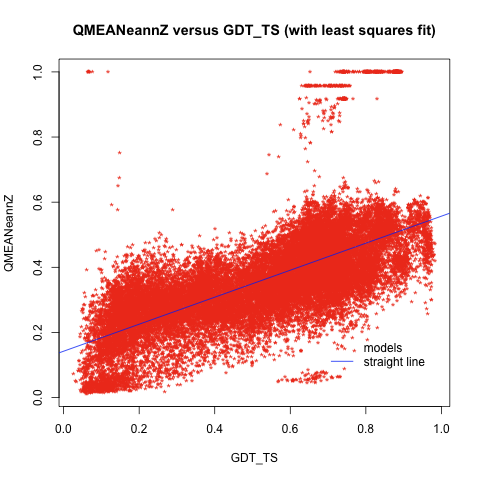 QMEANeannZ versus GDT_TS (with least squares fit)
QMEANeannZ
1.0
0.8
0.6
0.4
0.2
0.0
models
straight line
0.0 0.2 0.4 0.6 0.8 1.0
GDT_TS